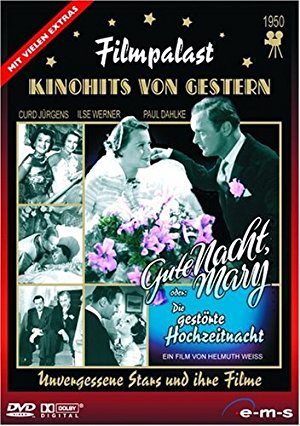 MIT VIELEN EXTRAS
1950
Filmpalast
KINOHITS VON GESTERN
CURD JÜRGENS ILSE WERNER PAUL DAHLKE
Gute Nacht,
Mary
oder:
Die
gestörte
Hochzeitnacht
EIN FILM VON HELMUTH WEISS
Unvergessene Stars und ihre Filme
DVD
VIDEO
DOLBY
DIGITAL
e-m-s